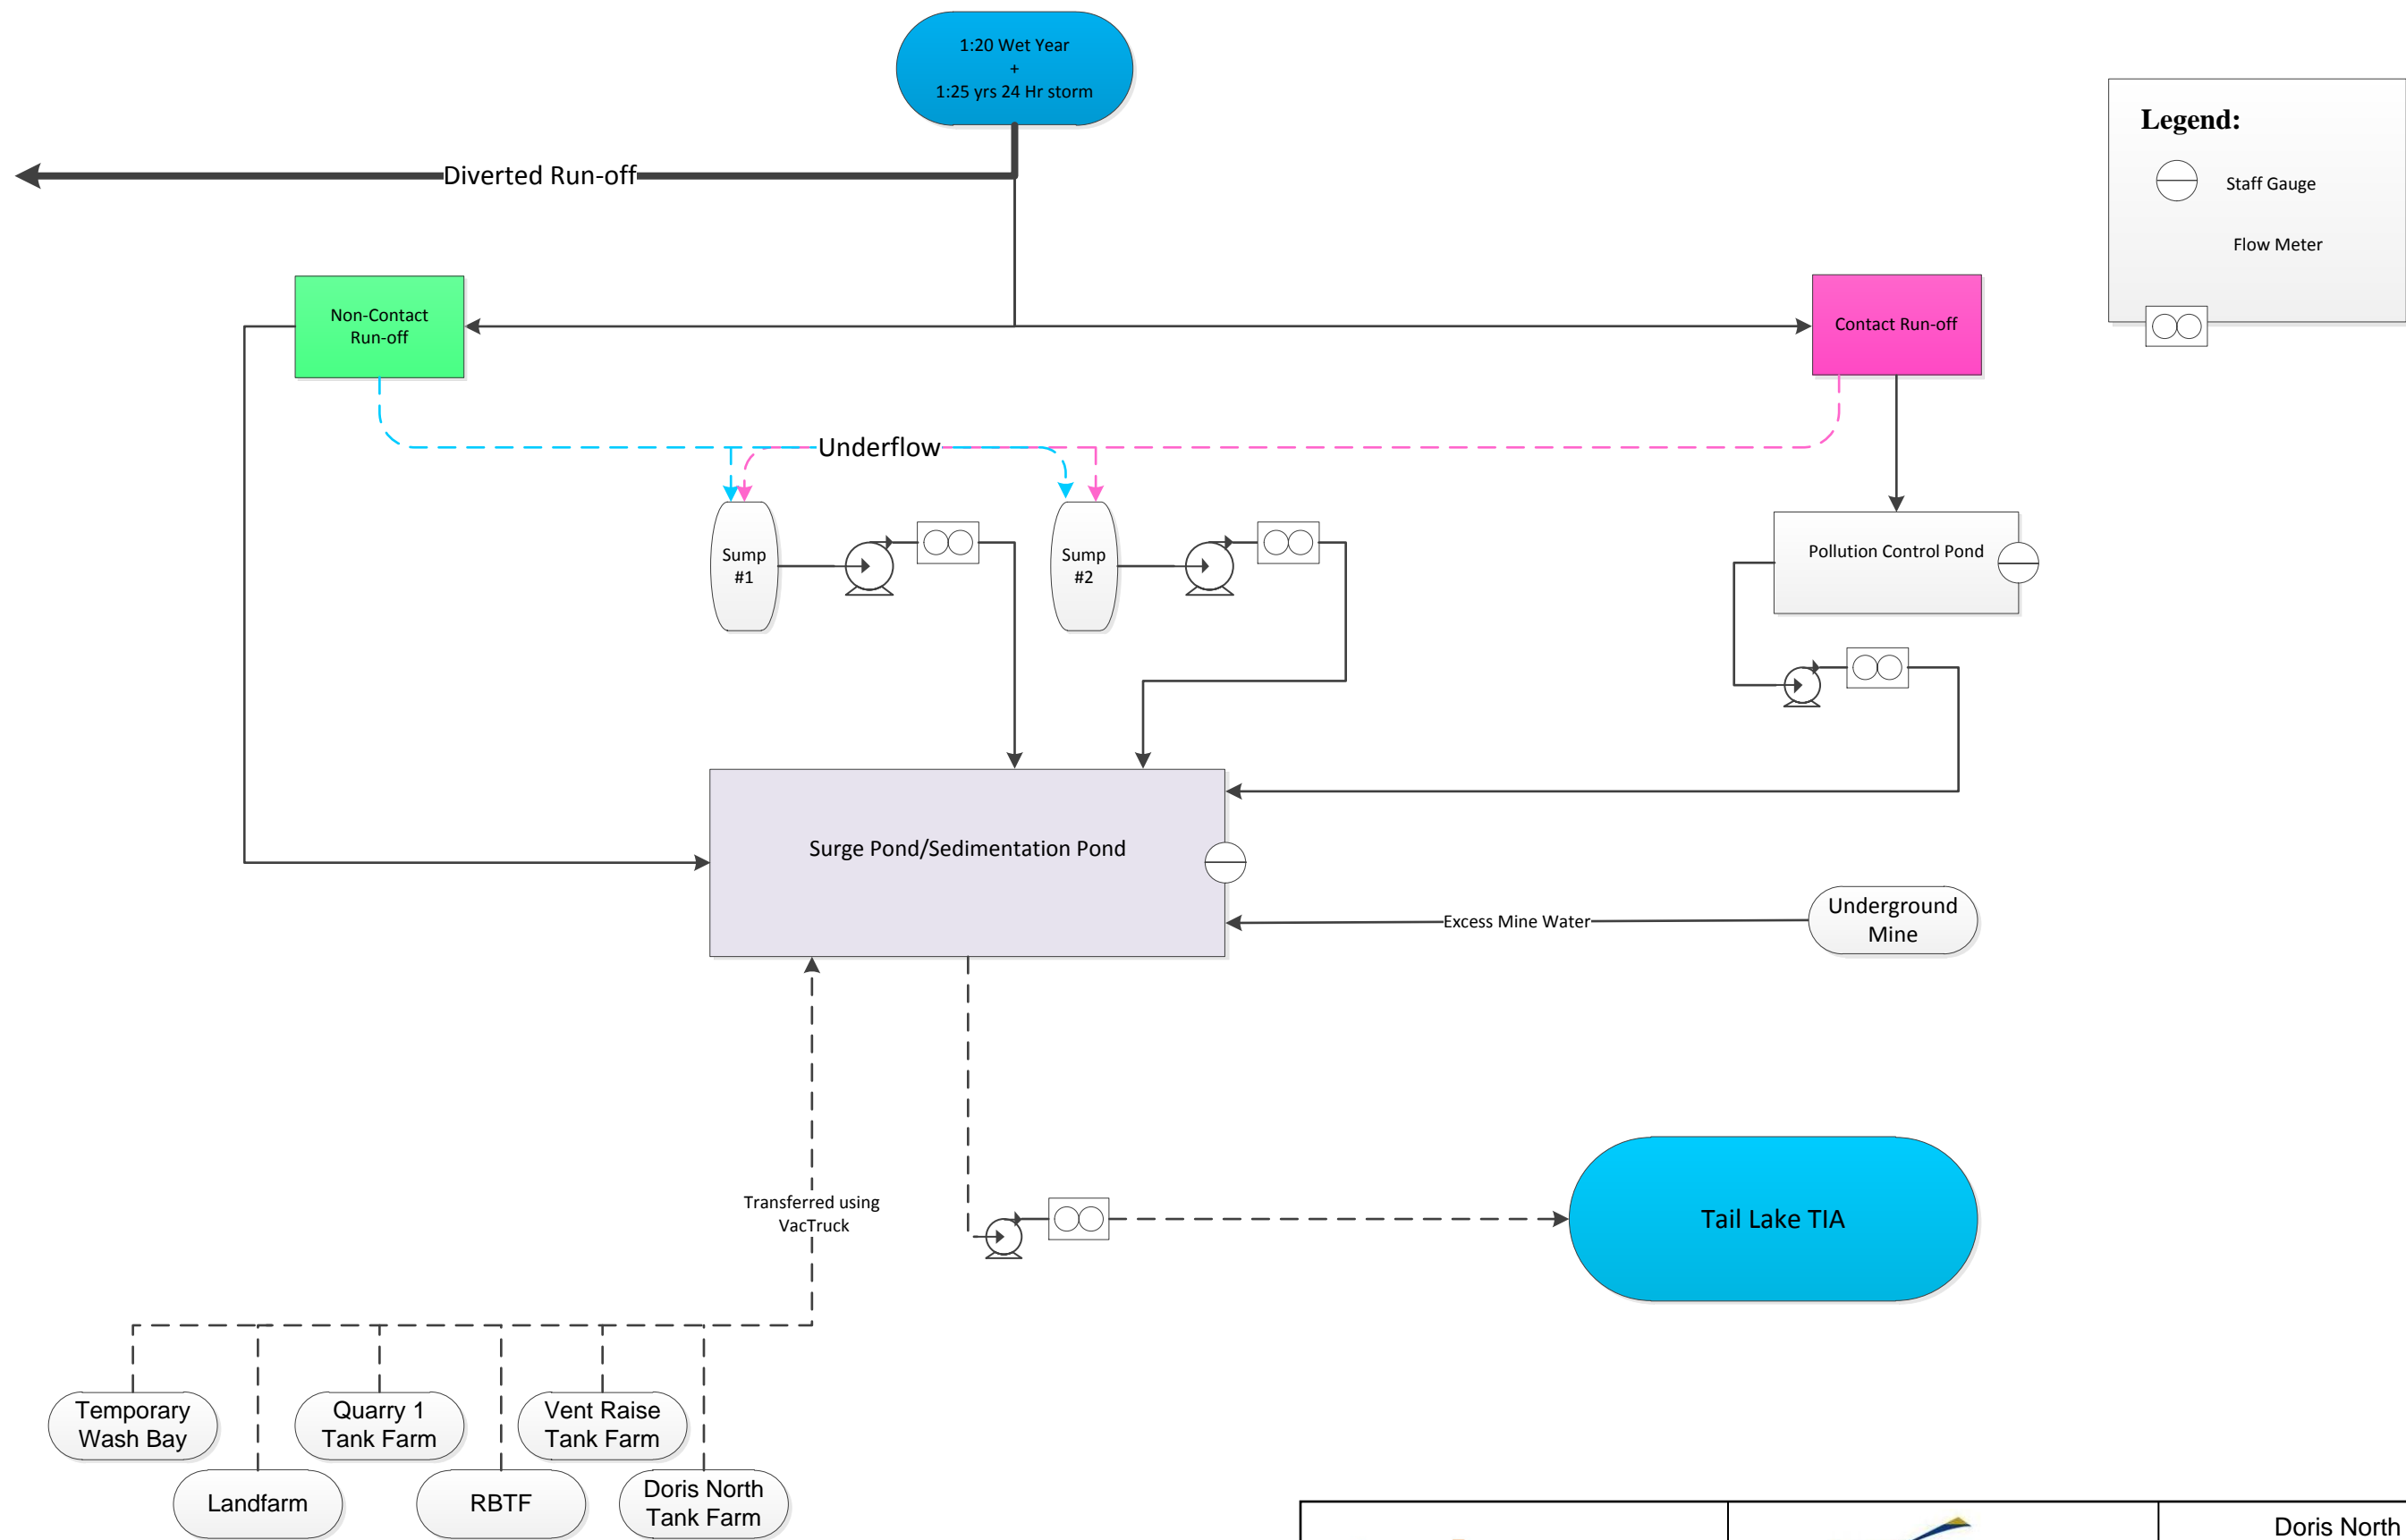 1:20 Wet Year
+
1:25 yrs 24 Hr storm
Legend:
Staff Gauge
Flow Meter
Diverted Run-off
Non-Contact
Run-off
Contact Run-off
Underflow
Sump
#1
Sump
#2
Pollution Control Pond
Surge Pond/Sedimentation Pond
Excess Mine Water
Underground
Mine
Transferred using
VacTruck
Tail Lake TIA
Temporary
Wash Bay
Quarry 1
Tank Farm
Vent Raise
Tank Farm
Landfarm
RBTF
Doris North
Tank Farm
Doris North